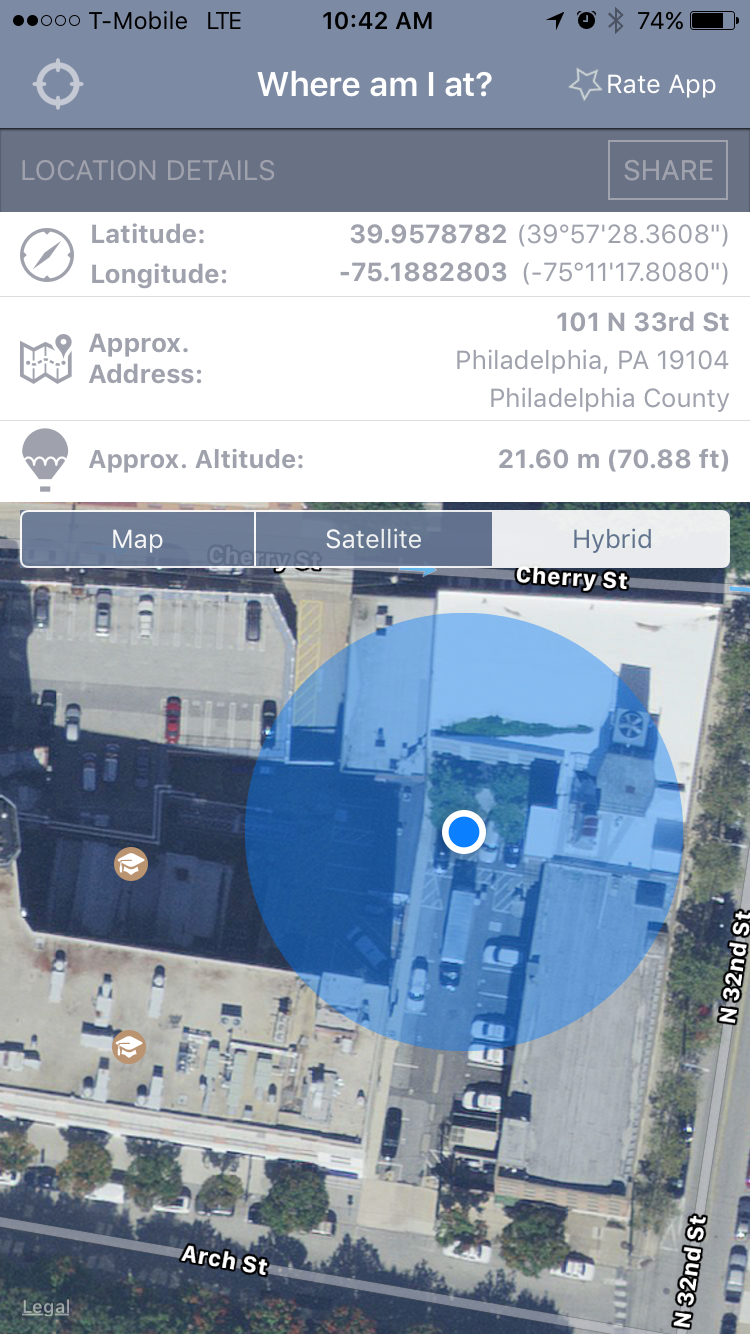 T-Mobile LTE 10:42 AM 74%
Where am I at? Rate App
LOCATION DETAILS SHARE
Latitude: 39.9578782 (39°57'28.3608")
Longitude: -75.1882803 (-75°11'17.8080")
Approx. Address:
101 N 33rd St
Philadelphia, PA 19104
Philadelphia County
Approx. Altitude: 21.60 m (70.88 ft)
Map Satellite Hybrid
Cherry St
Cherry St
N 32nd St
Arch St
N 32nd St
Legal